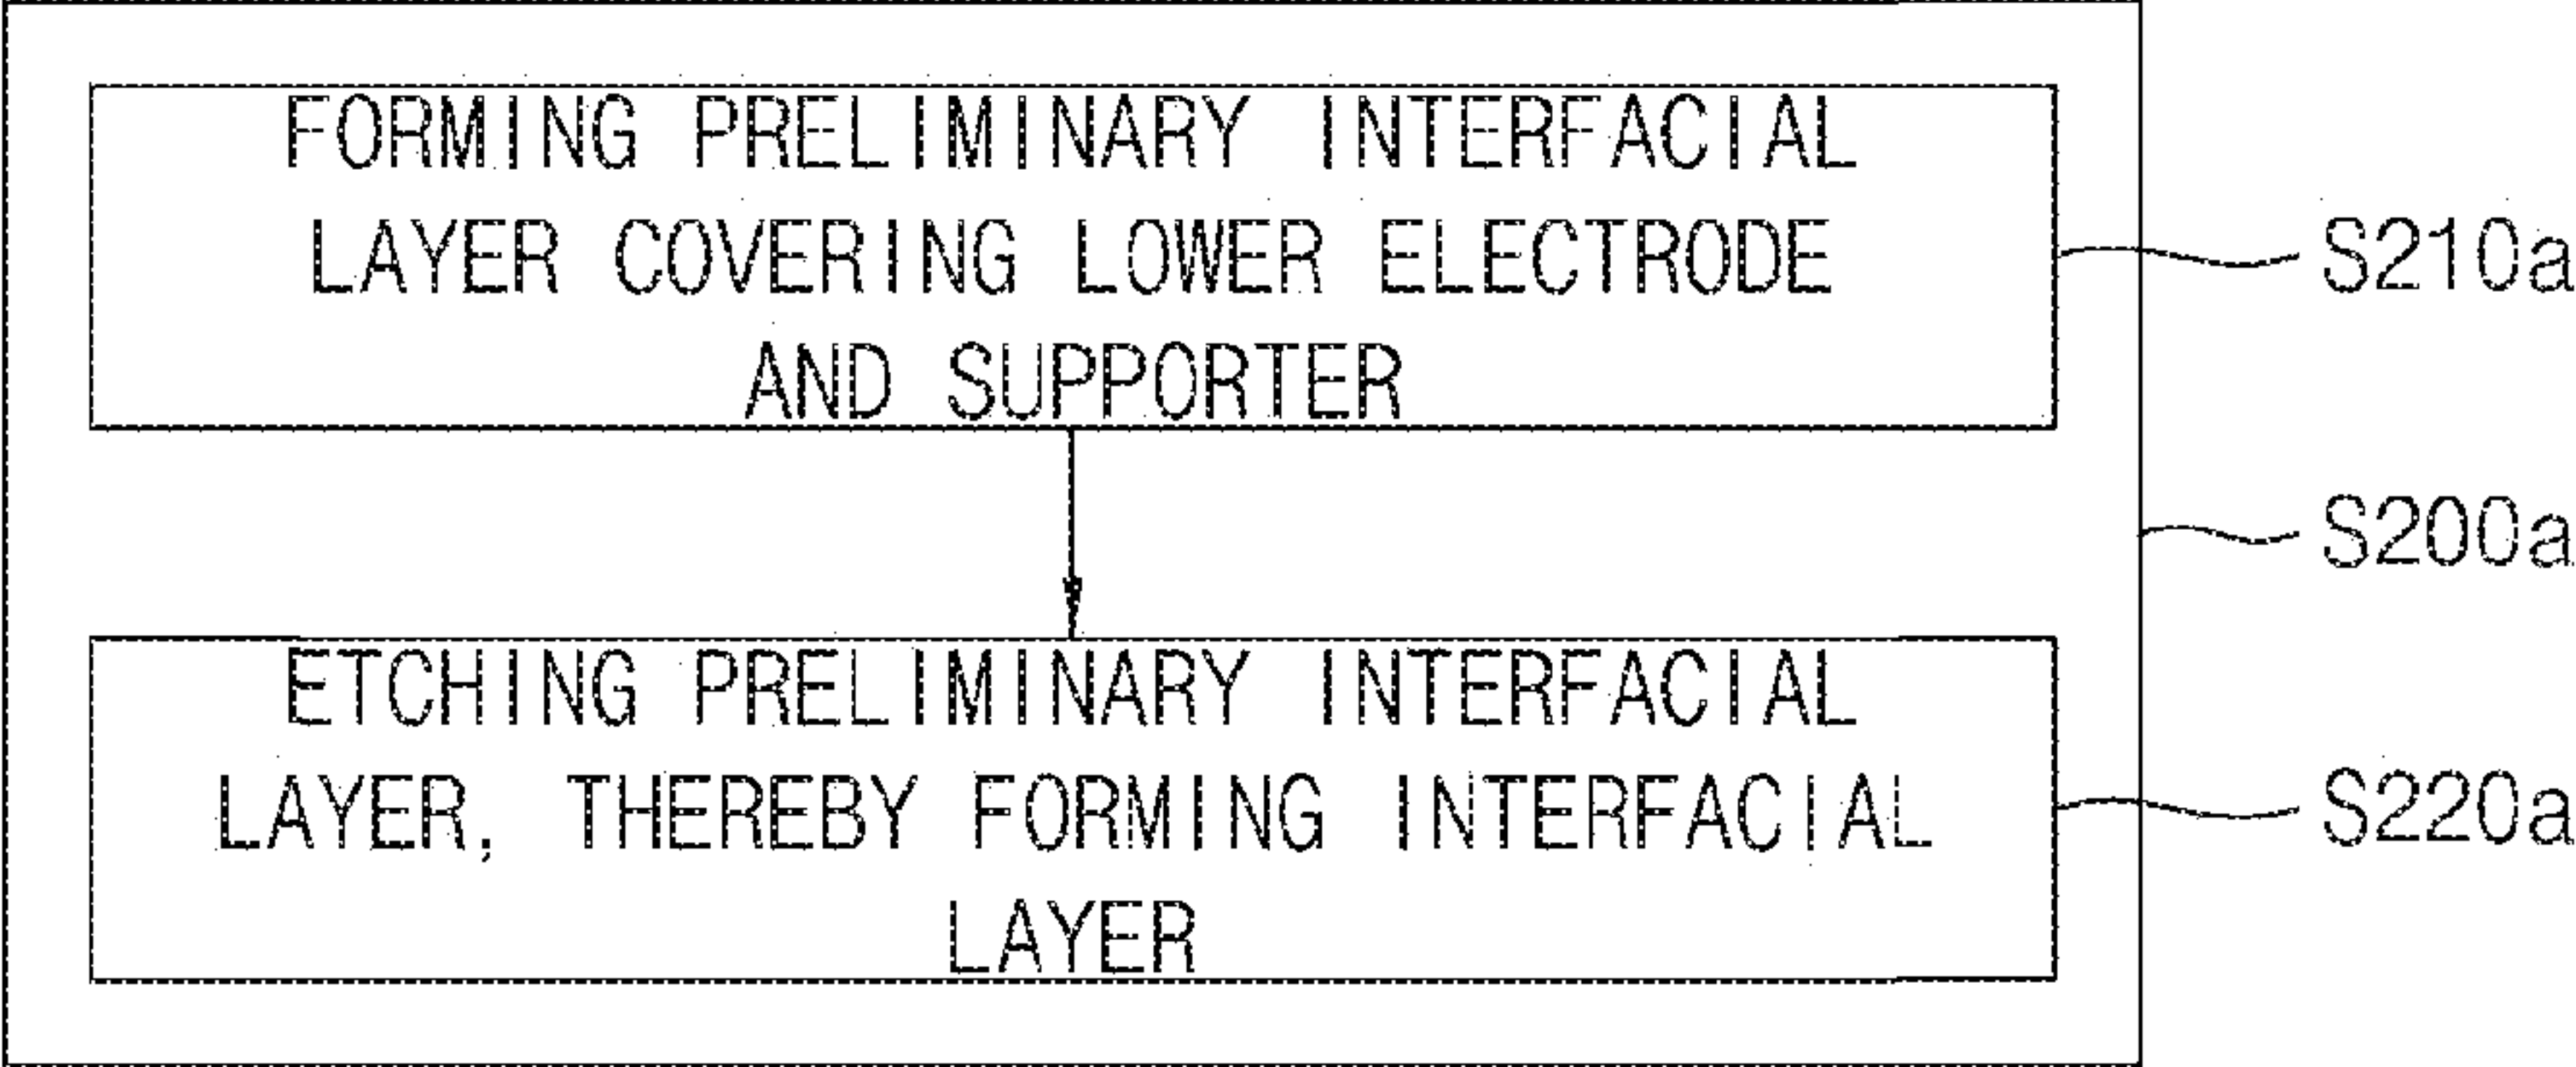 FORMING PRELIMINARY INTERFACIAL
LAYER COVERING LOWER ELECTRODE
AND SUPPORTER
S210a
S200a
ETCHING PRELIMINARY INTERFACIAL
LAYER, THEREBY FORMING INTERFACIAL
LAYER
S220a